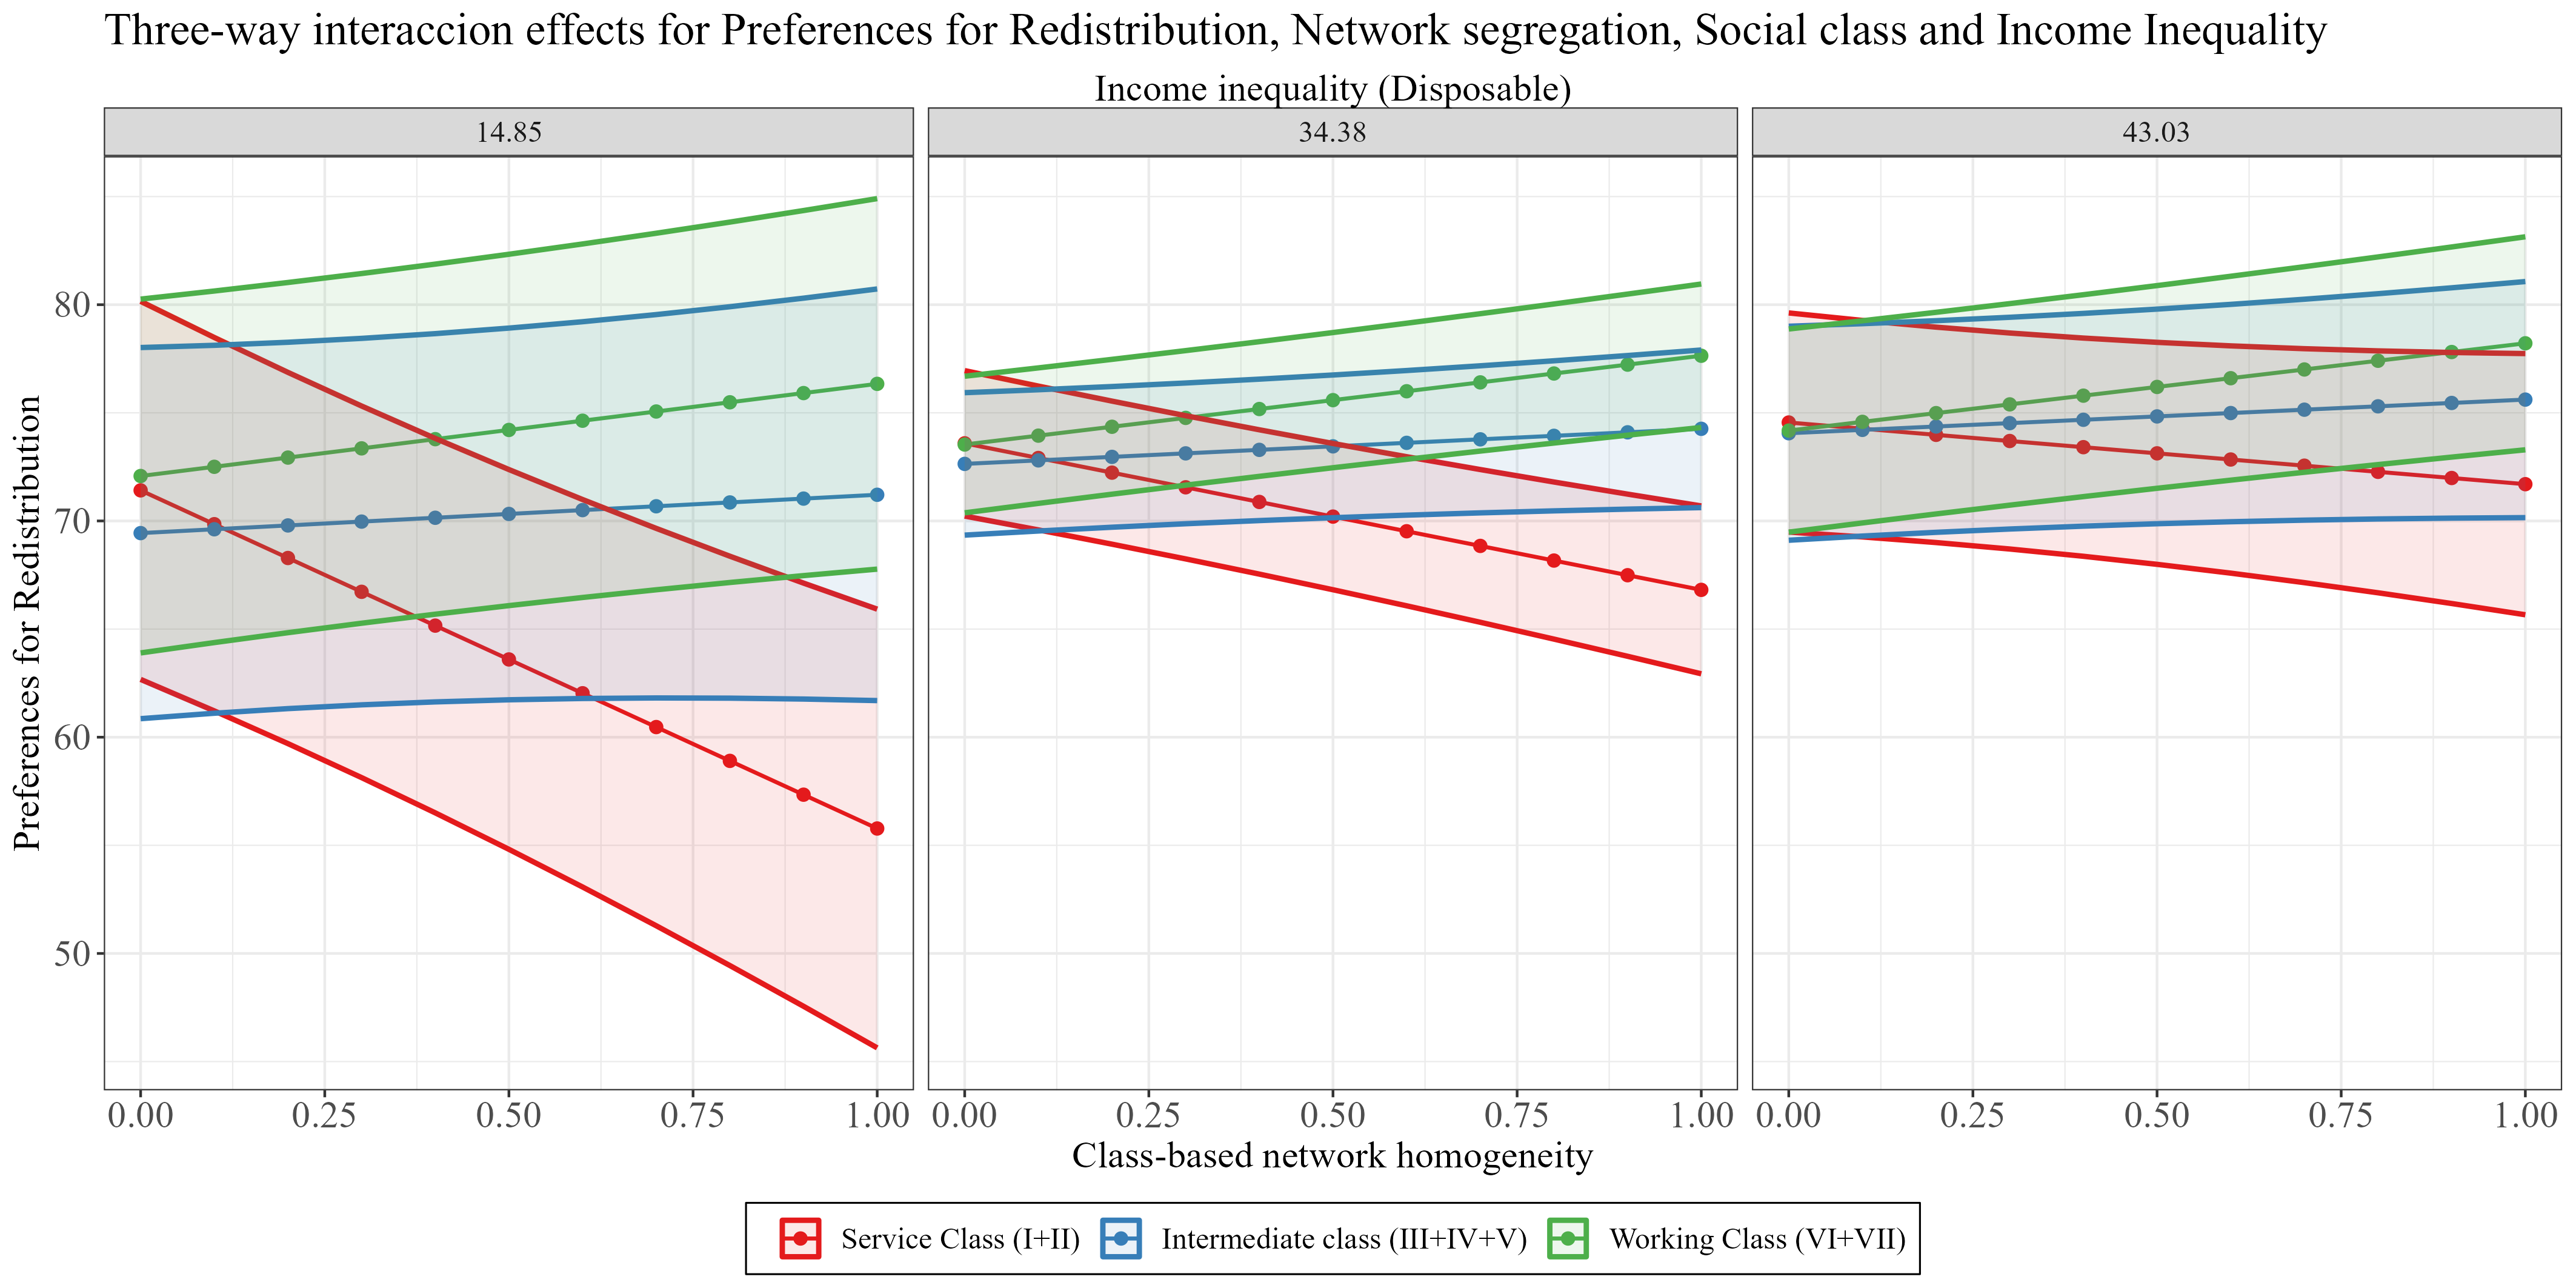 Three-way interaccion effects for Preferences for Redistribution, Network segregation, Social class and Income Inequality
Income inequality (Disposable)
14.85 34.38 43.03
80
70
60
50
Preferences for Redistribution
0.00 0.25 0.50 0.75 1.00 0.00 0.25 0.50 0.75 1.00 0.00 0.25 0.50 0.75 1.00
Class-based network homogeneity
Service Class (I+II) Intermediate class (III+IV+V) Working Class (VI+VII)